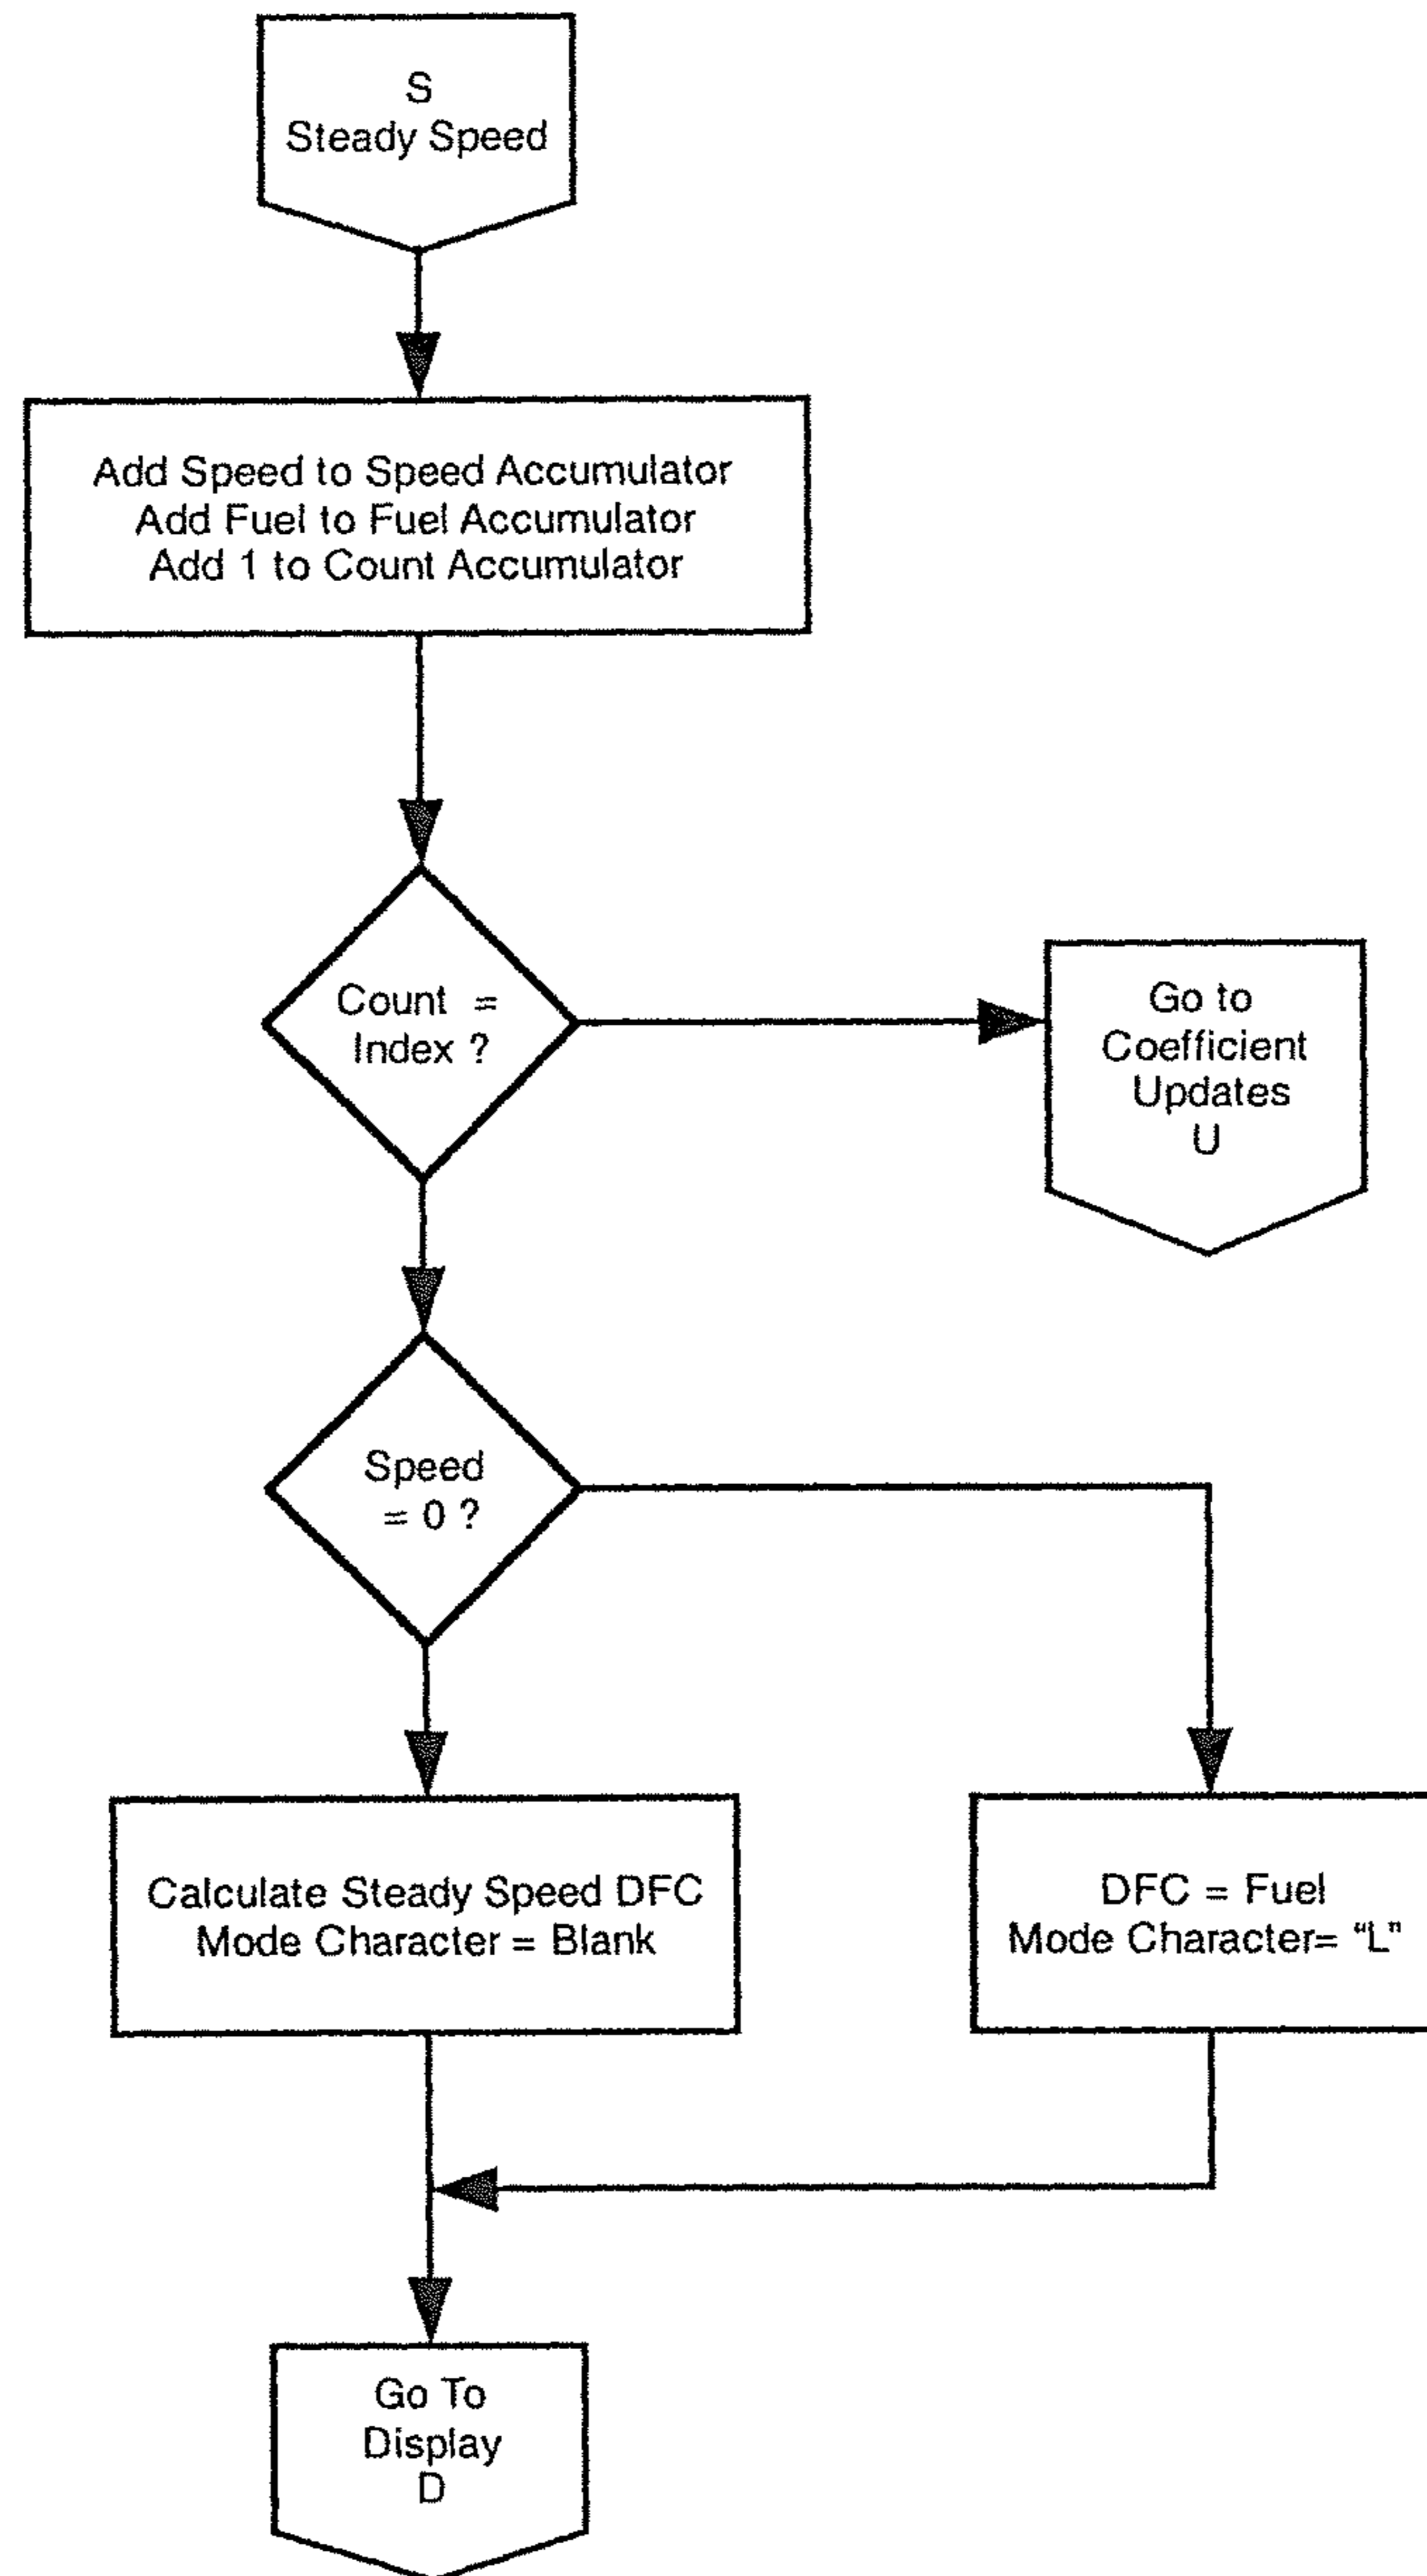 S
Steady Speed
Add Speed to Speed Accumulator
Add Fuel to Fuel Accumulator
Add 1 to Count Accumulator
Count =
Index ?
Go to
Coefficient
Updates
U
Speed
= 0 ?
Calculate Steady Speed DFC
Mode Character = Blank
DFC = Fuel
Mode Character= “L”
Go To
Display
D